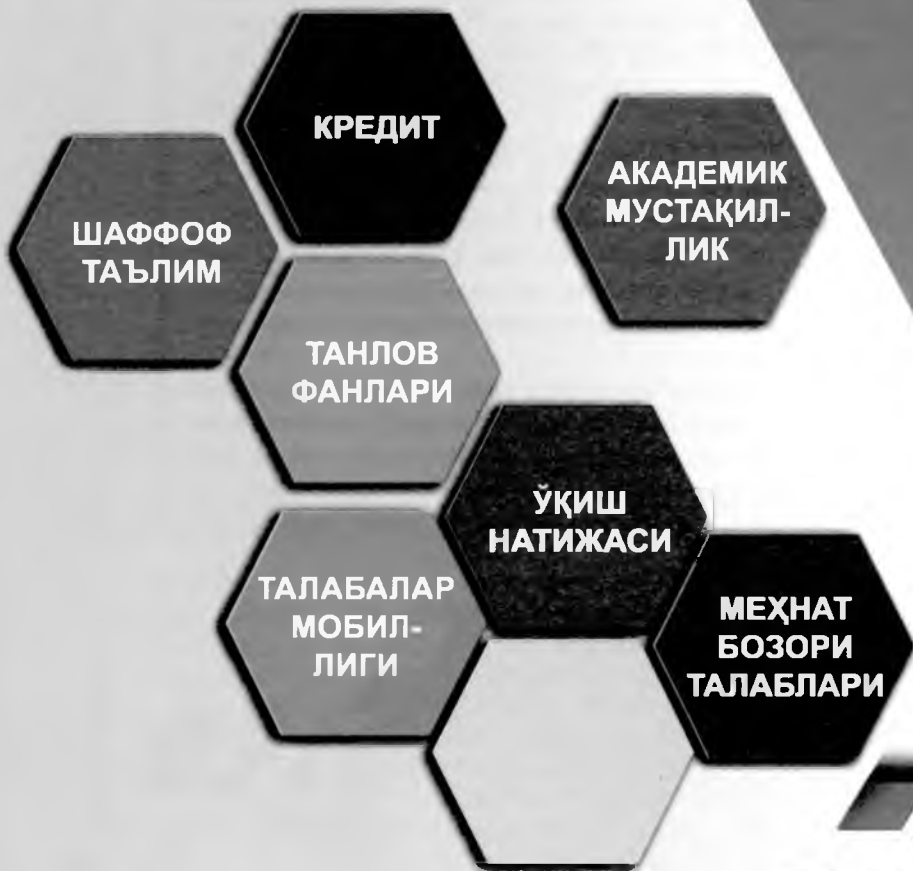 КРЕДИТ
АКАДЕМИК
МУСТАҚИЛ-
ЛИК
ШАФФОФ
ТАЪЛИМ
ТАНЛОВ
ФАНЛАРИ
ЎҚИШ
НАТИЖАСИ
ТАЛАБАЛАР
МОБИЛ-
ЛИГИ
МЕҲНАТ
БОЗОРИ
ТАЛАБЛАРИ